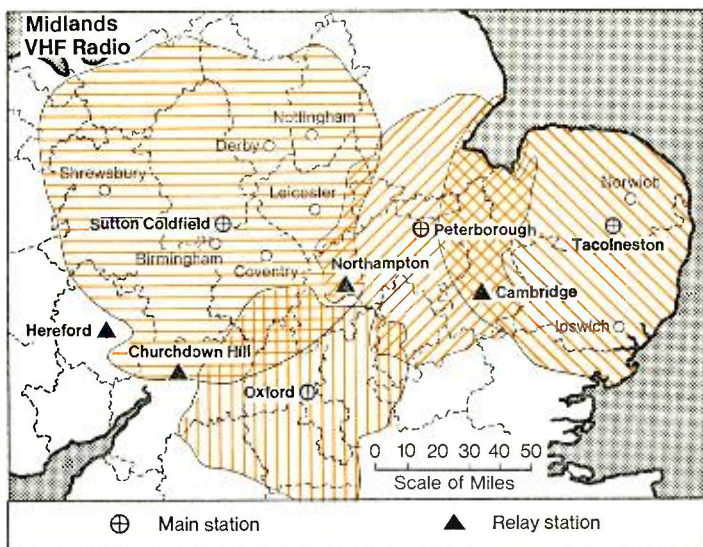 Midlands
VHF Radio
Nottingham
Derby
Shrewsbury
Leicester
Norwich
Sutton Coldfield
Peterborough
Tacolneston
Birmingham
Coventry
Northampton
Cambridge
Hereford
Ipswich
Churchdown Hill
Oxford
0 10 20 30 40 50
Scale of Miles
Main station
Relay station